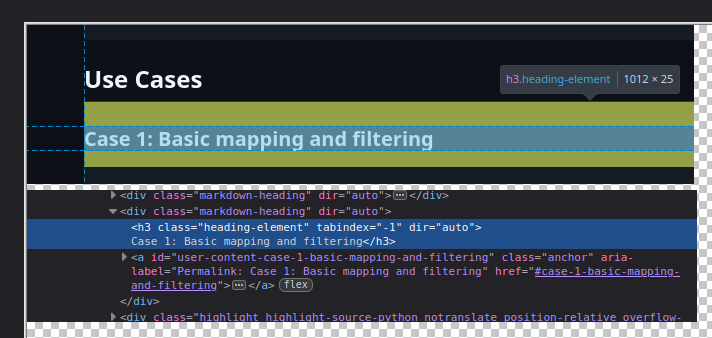 Use Cases
h3.heading-element 1012 × 25
Case 1: Basic mapping and filtering
<div class="markdown-heading" dir="auto"></div>
<div class="markdown-heading" dir="auto">
<h3 class="heading-element" tabindex="-1" dir="auto">
Case 1: Basic mapping and filtering</h3>
<a id="user-content-case-1-basic-mapping-and-filtering" class="anchor" aria-
label="Permalink: Case 1: Basic mapping and filtering" href="#case-1-basic-mapping-
and-filtering"></a> flex
</div>
<div class="highlight highlight-source-python notranslate position-relative overflow-